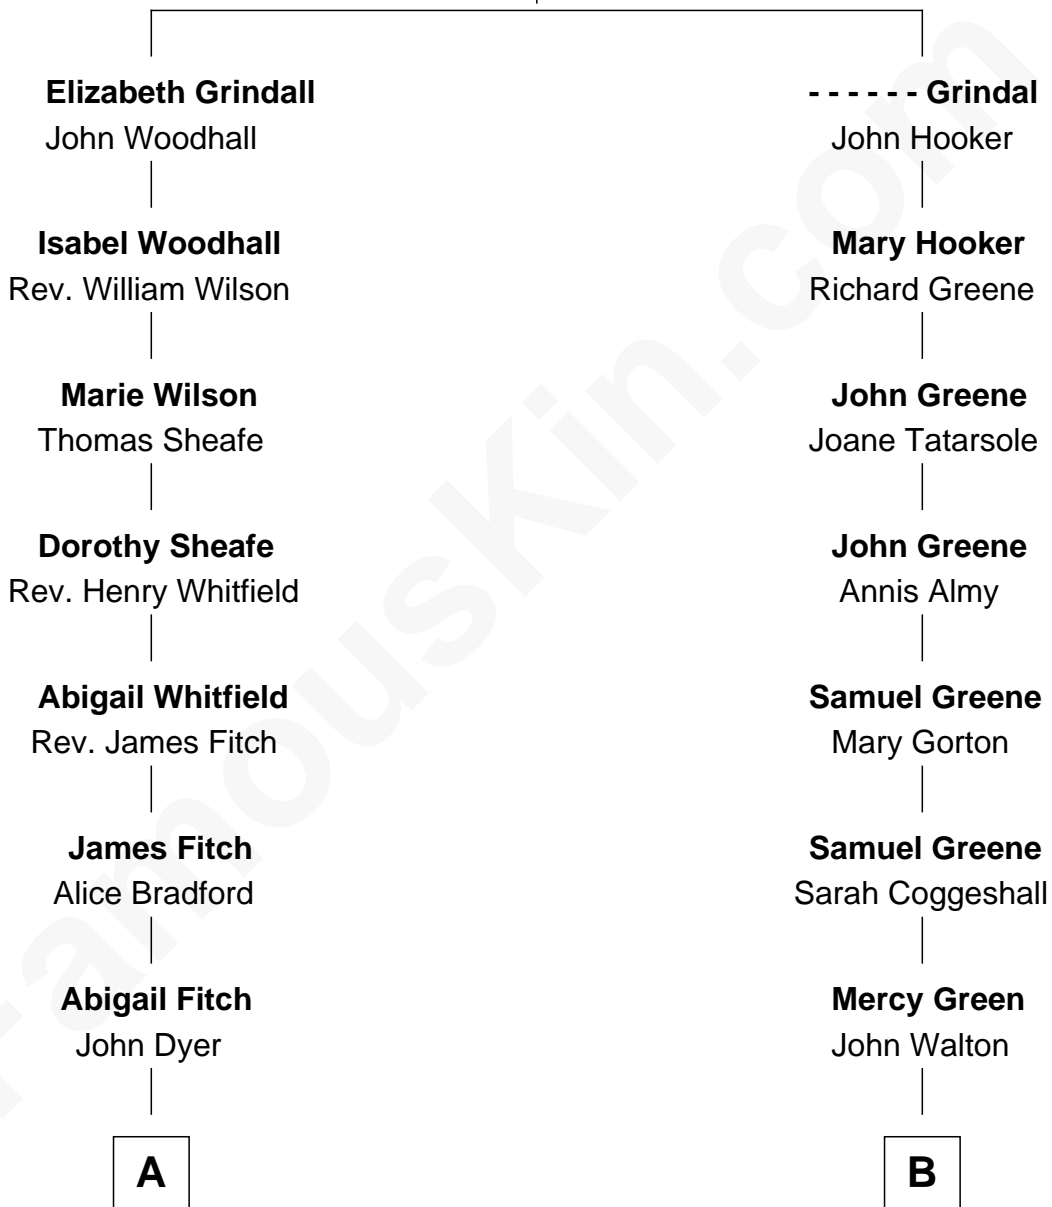 Elizabeth Grindall
John Woodhall
Isabel Woodhall
Rev. William Wilson
Marie Wilson
Thomas Sheafe
Dorothy Sheafe
Rev. Henry Whitfield
Abigail Whitfield
Rev. James Fitch
James Fitch
Alice Bradford
Abigail Fitch
John Dyer
A
- - - - - - Grindal
John Hooker
Mary Hooker
Richard Greene
John Greene
Joane Tatarsole
John Greene
Annis Almy
Samuel Greene
Mary Gorton
Samuel Greene
Sarah Coggeshall
Mercy Green
John Walton
B
FamousKin.com